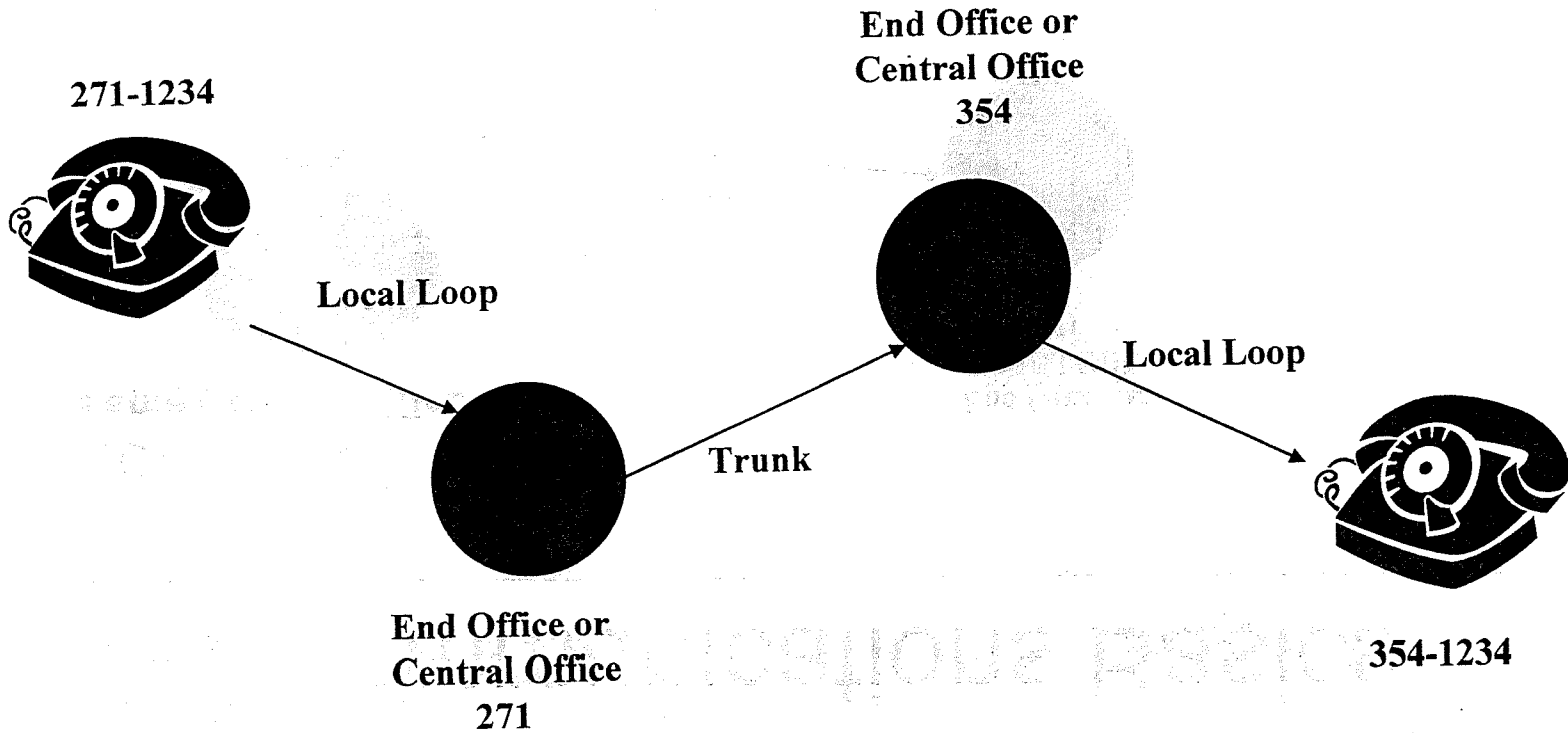 End Office or
Central Office
354
271-1234
Local Loop
Local Loop
Trunk
End Office or
Central Office
271
354-1234